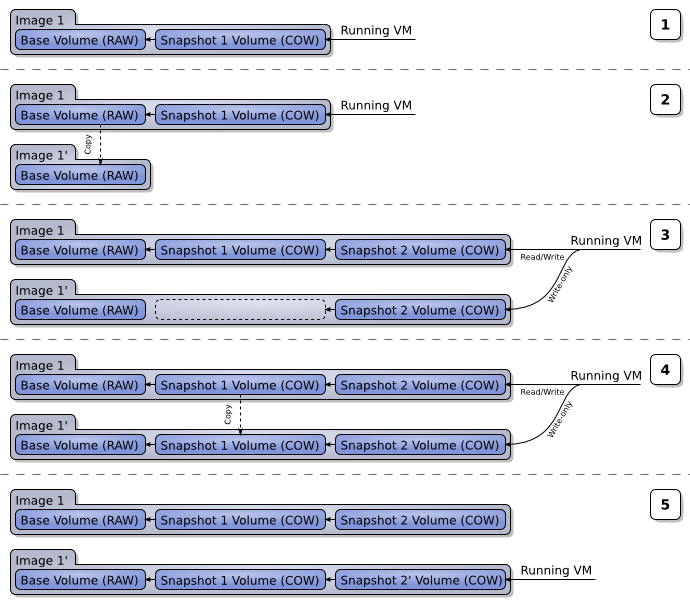 Image 1
Running VM
1
Base Volume (RAW) Snapshot 1 Volume (COW)
Image 1
Running VM
2
Base Volume (RAW) Snapshot 1 Volume (COW)
Copy
Image 1'
Base Volume (RAW)
Image 1
Running VM
3
Base Volume (RAW) Snapshot 1 Volume (COW) Snapshot 2 Volume (COW)
Read/Write
Write-only
Image 1'
Base Volume (RAW) Snapshot 2 Volume (COW)
Image 1
Running VM
4
Base Volume (RAW) Snapshot 1 Volume (COW) Snapshot 2 Volume (COW)
Read/Write
Copy
Write-only
Image 1'
Base Volume (RAW) Snapshot 1 Volume (COW) Snapshot 2 Volume (COW)
Image 1
5
Base Volume (RAW) Snapshot 1 Volume (COW) Snapshot 2 Volume (COW)
Image 1'
Running VM
Base Volume (RAW) Snapshot 1 Volume (COW) Snapshot 2' Volume (COW)